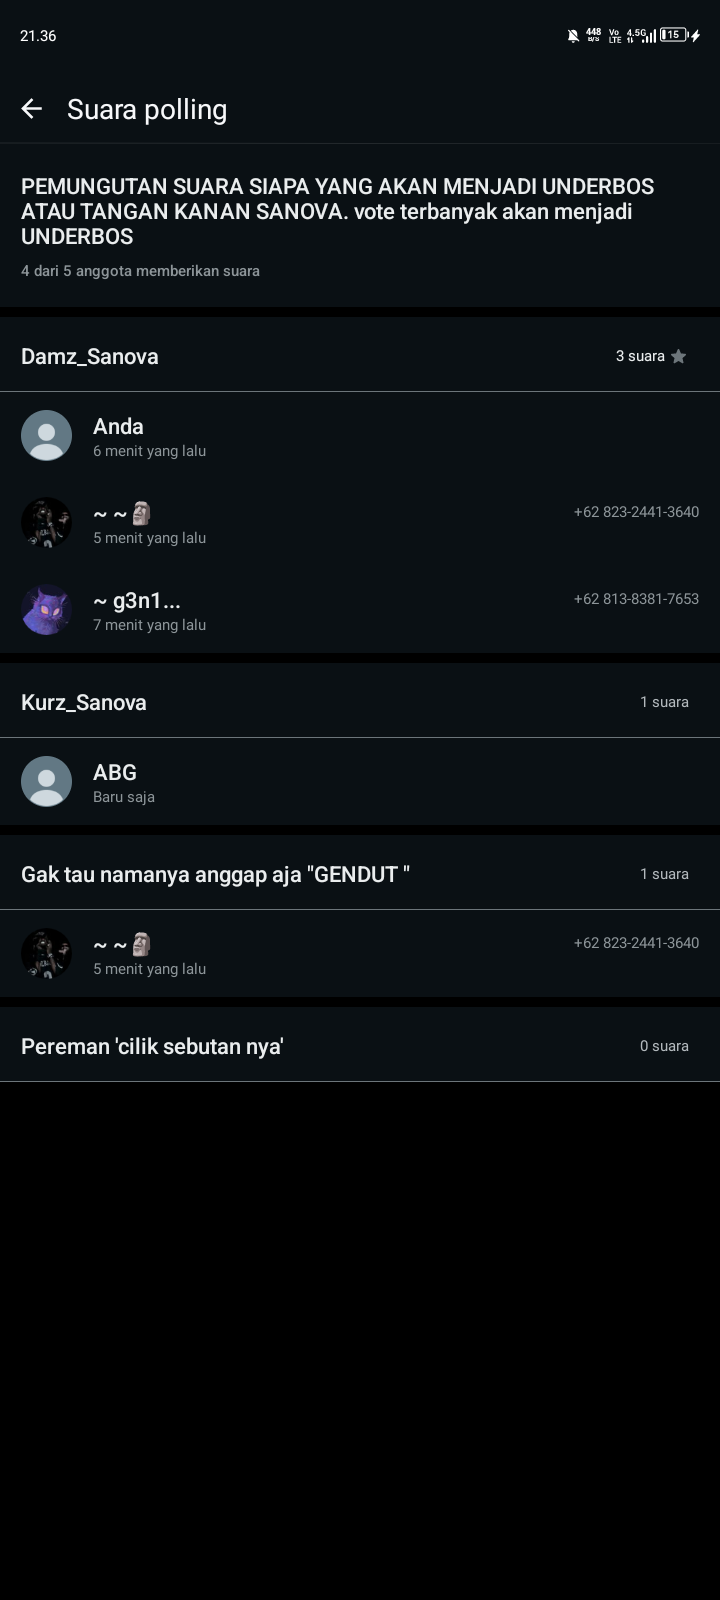 21.36
448 B/S Vo LTE 4.5G 15
Suara polling
PEMUNGUTAN SUARA SIAPA YANG AKAN MENJADI UNDERBOS
ATAU TANGAN KANAN SANOVA. vote terbanyak akan menjadi
UNDERBOS
4 dari 5 anggota memberikan suara
Damz_Sanova 3 suara
Anda
6 menit yang lalu
~ ~🗿 +62 823-2441-3640
5 menit yang lalu
~ g3n1... +62 813-8381-7653
7 menit yang lalu
Kurz_Sanova 1 suara
ABG
Baru saja
Gak tau namanya anggap aja "GENDUT " 1 suara
~ ~🗿 +62 823-2441-3640
5 menit yang lalu
Pereman 'cilik sebutan nya' 0 suara